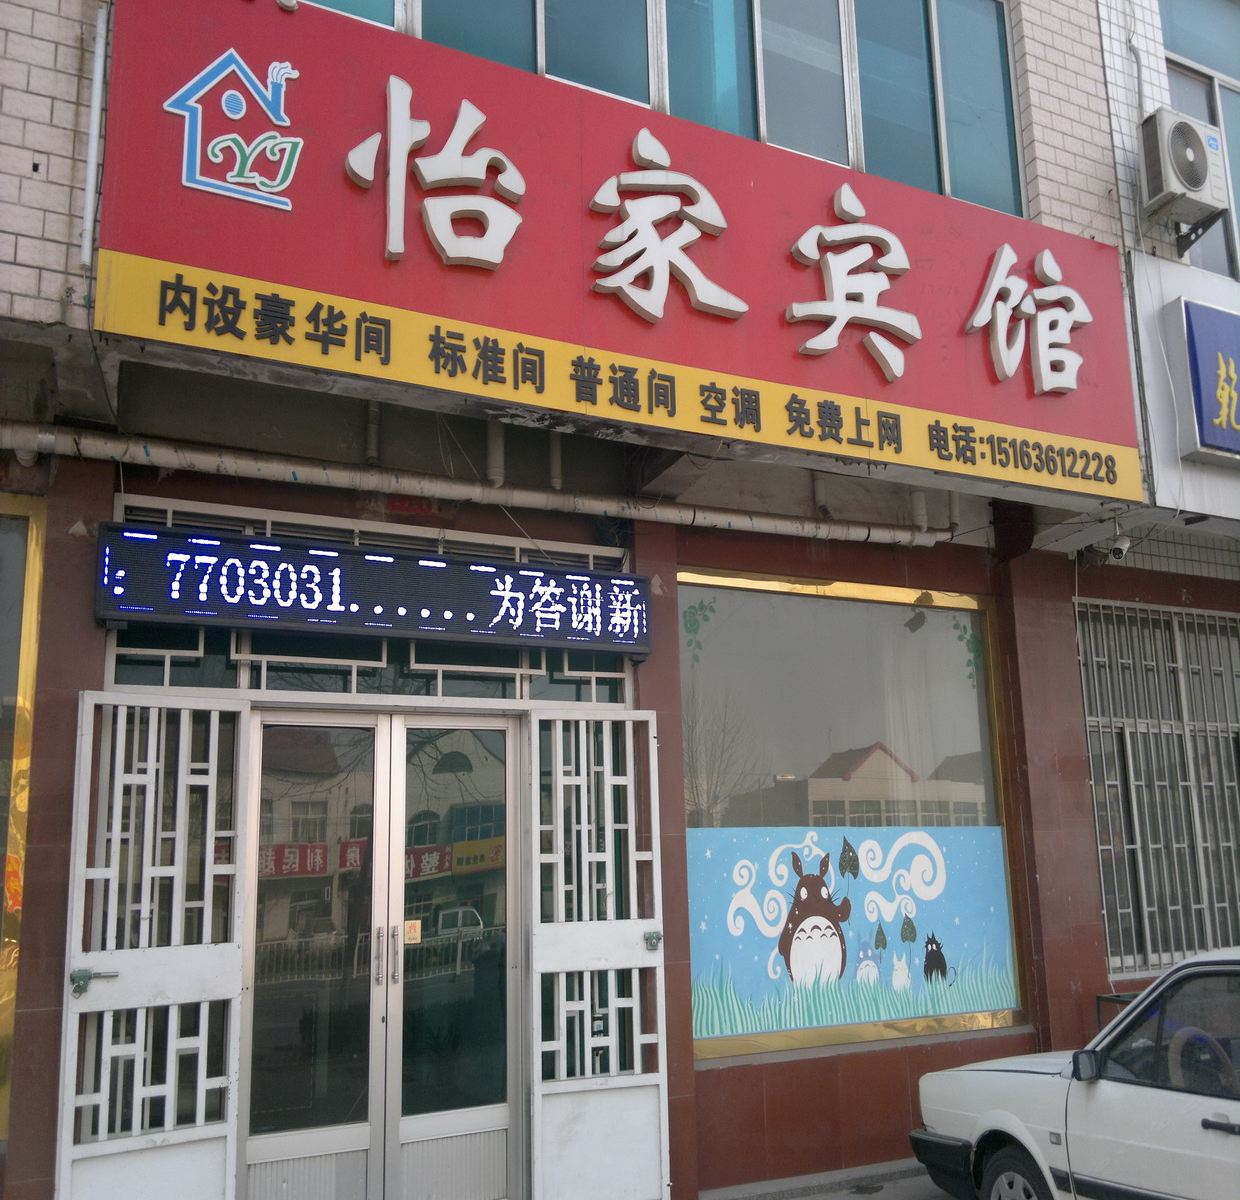 YJ
怡家宾馆
内设豪华间 标准间 普通间 空调 免费上网 电话:15163612228
乾
: 7703031......为答谢新